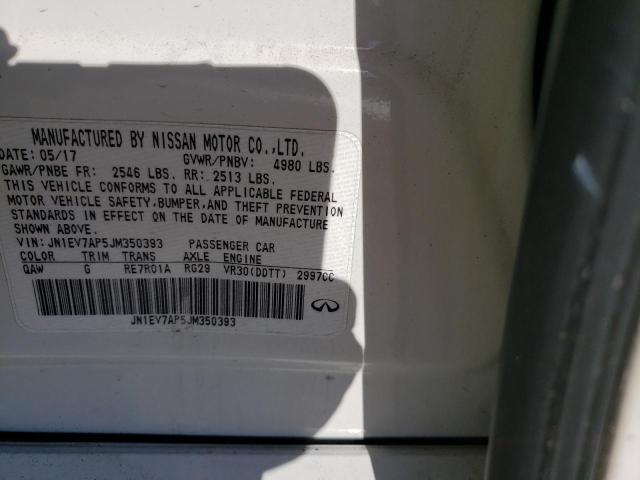 MANUFACTURED BY NISSAN MOTOR CO.,LTD.
DATE: 05/17 GVWR/PNBV: 4980 LBS.
GAWR/PNBE FR: 2546 LBS. RR: 2513 LBS.
THIS VEHICLE CONFORMS TO ALL APPLICABLE FEDERAL
MOTOR VEHICLE SAFETY,BUMPER,AND THEFT PREVENTION
STANDARDS IN EFFECT ON THE DATE OF MANUFACTURE
SHOWN ABOVE.
VIN: JN1EV7AP5JM350393 PASSENGER CAR
COLOR TRIM TRANS AXLE ENGINE
QAW G RE7R01A RG29 VR30(DDTT) 2997CC
JN1EV7AP5JM350393